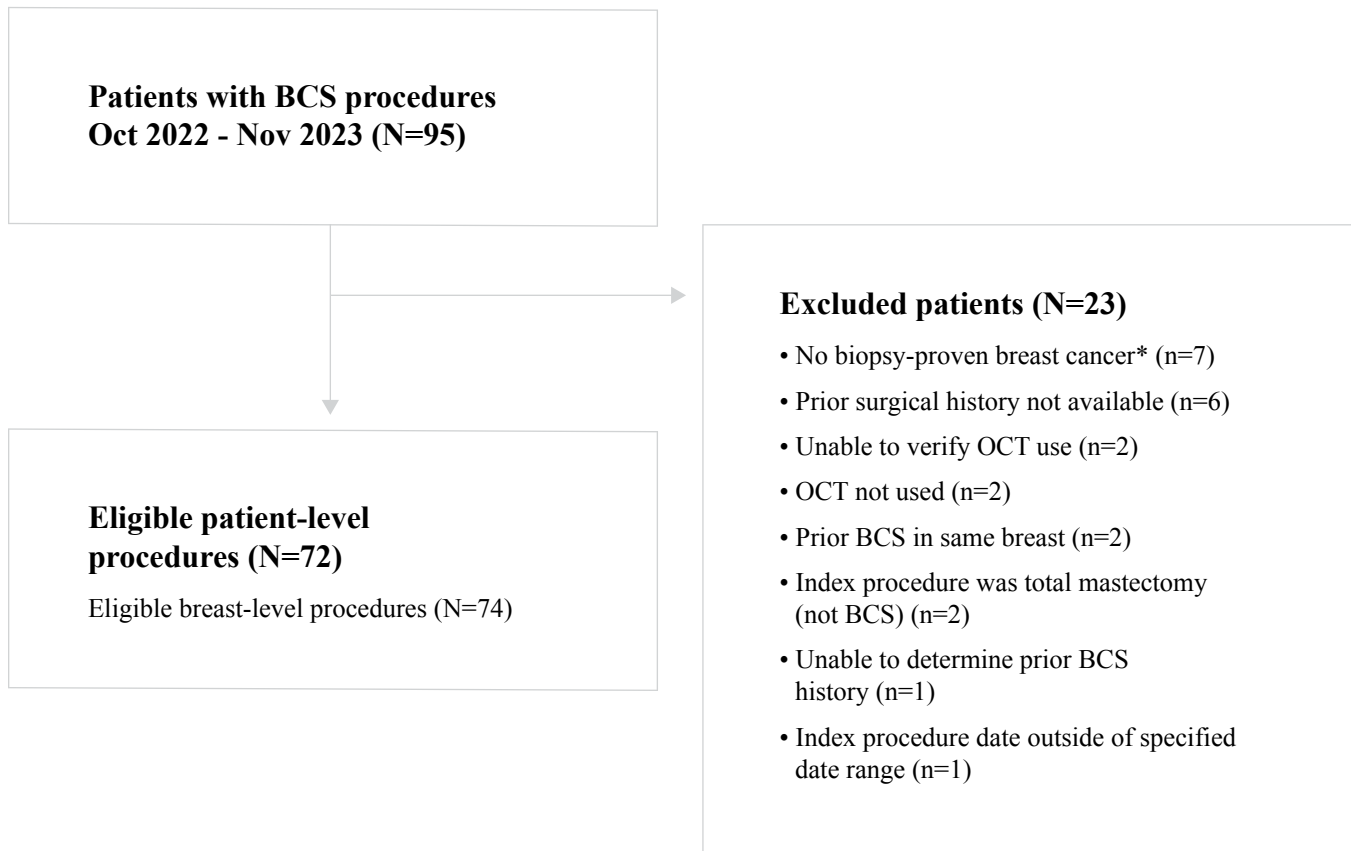 Patients with BCS procedures
Oct 2022 - Nov 2023 (N=95)
Excluded patients (N=23)
• No biopsy-proven breast cancer* (n=7)
• Prior surgical history not available (n=6)
• Unable to verify OCT use (n=2)
• OCT not used (n=2)
• Prior BCS in same breast (n=2)
• Index procedure was total mastectomy
(not BCS) (n=2)
• Unable to determine prior BCS
history (n=1)
• Index procedure date outside of specified
date range (n=1)
Eligible patient-level
procedures (N=72)
Eligible breast-level procedures (N=74)